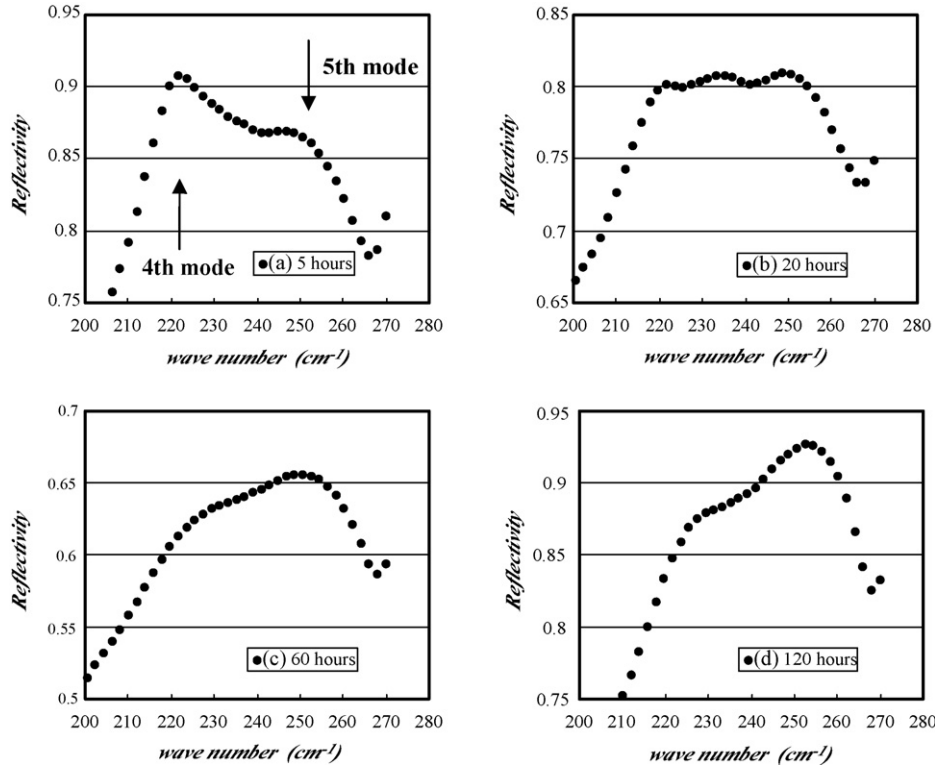 0.95
0.9
0.85
0.8
0.75
Reflectivity
5th mode
4th mode
(a) 5 hours
200 210 220 230 240 250 260 270 280
wave number (cm-1)
0.85
0.8
0.75
0.7
0.65
Reflectivity
(b) 20 hours
200 210 220 230 240 250 260 270 280
wave number (cm-1)
0.7
0.65
0.6
0.55
0.5
Reflectivity
(c) 60 hours
200 210 220 230 240 250 260 270 280
wave number (cm-1)
0.95
0.9
0.85
0.8
0.75
Reflectivity
(d) 120 hours
200 210 220 230 240 250 260 270 280
wave number (cm-1)